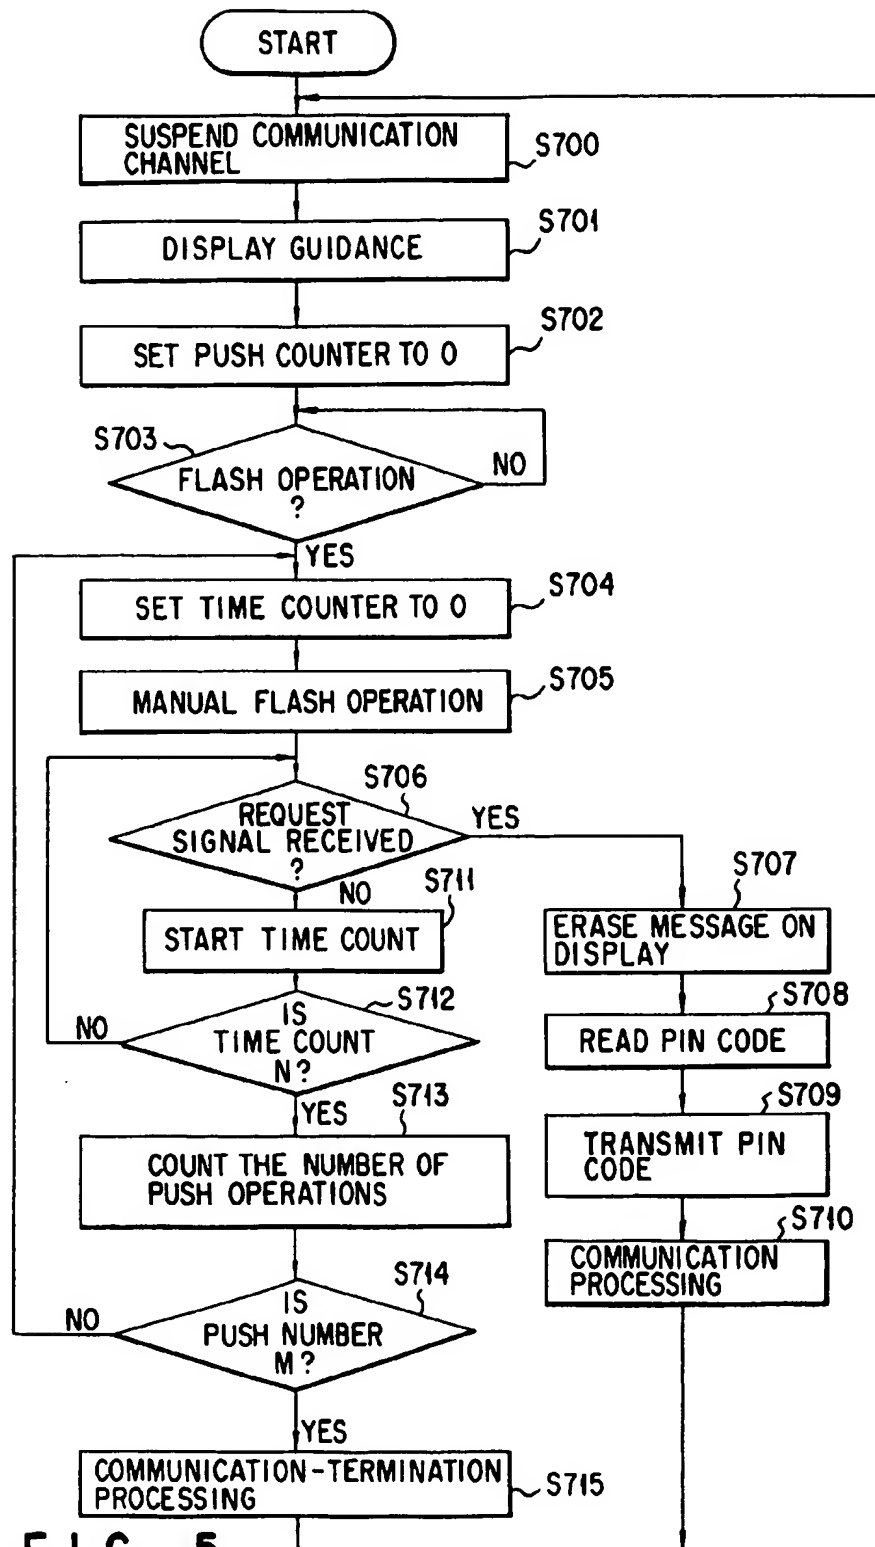 START
SUSPEND COMMUNICATION
CHANNEL
S700
DISPLAY GUIDANCE
S701
SET PUSH COUNTER TO 0
S702
S703
FLASH OPERATION
?
NO
YES
SET TIME COUNTER TO 0
S704
MANUAL FLASH OPERATION
S705
S706
REQUEST
SIGNAL RECEIVED
?
YES
NO
S711
START TIME COUNT
S707
ERASE MESSAGE ON
DISPLAY
S712
IS
TIME COUNT
N?
NO
YES
S708
READ PIN CODE
S713
COUNT THE NUMBER OF
PUSH OPERATIONS
S709
TRANSMIT PIN
CODE
S710
COMMUNICATION
PROCESSING
S714
IS
PUSH NUMBER
M?
NO
YES
COMMUNICATION-TERMINATION
PROCESSING
S715
FIG. 5